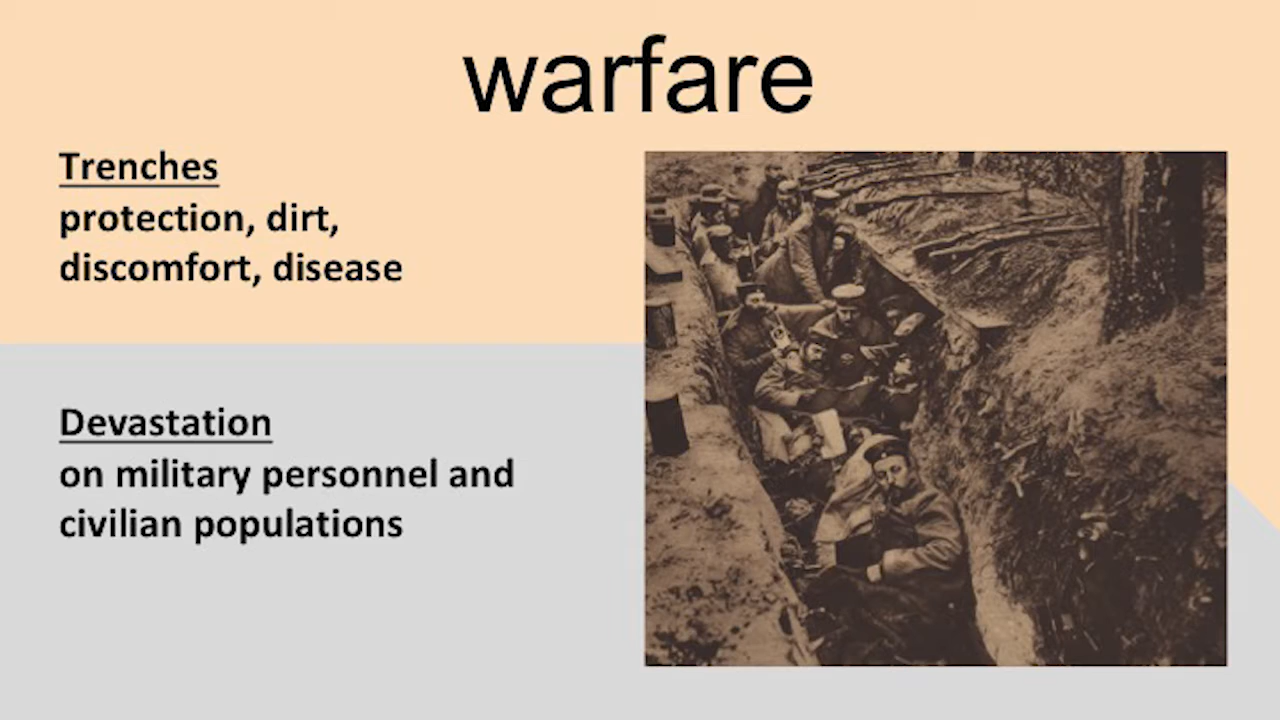 warfare
Trenches
protection, dirt,
discomfort, disease
Devastation
on military personnel and
civilian populations